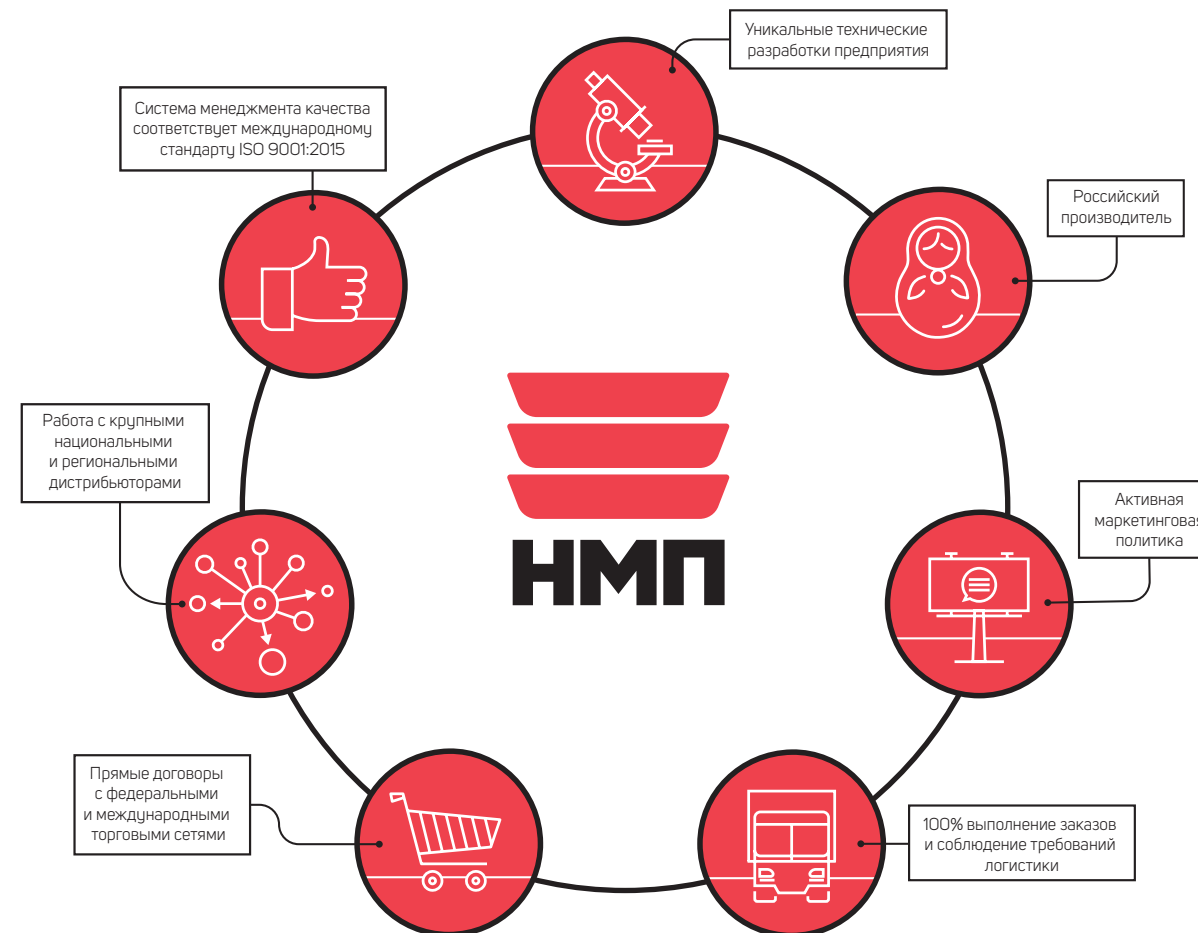 Уникальные технические
разработки предприятия
Система менеджмента качества
соответствует международному
стандарту ISO 9001:2015
Российский
производитель
Работа с крупными
национальными
и региональными
дистрибьюторами
НМП
Активная
маркетинговая
политика
Прямые договоры
с федеральными
и международными
торговыми сетями
100% выполнение заказов
и соблюдение требований
логистики